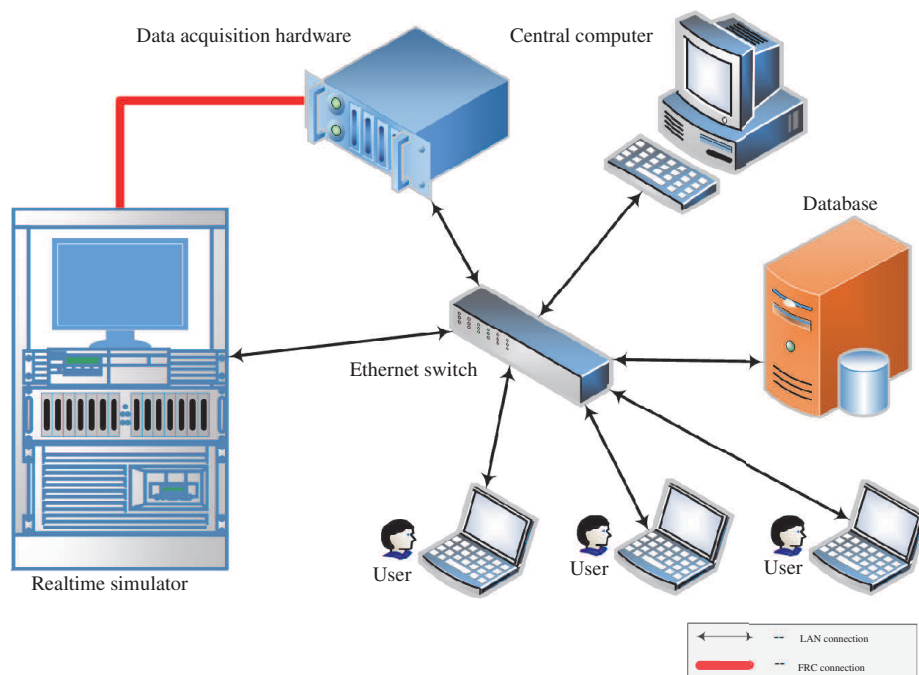 Data acquisition hardware
Central computer
Database
Ethernet switch
User
User
User
Realtime simulator
-- LAN connection
-- FRC connection